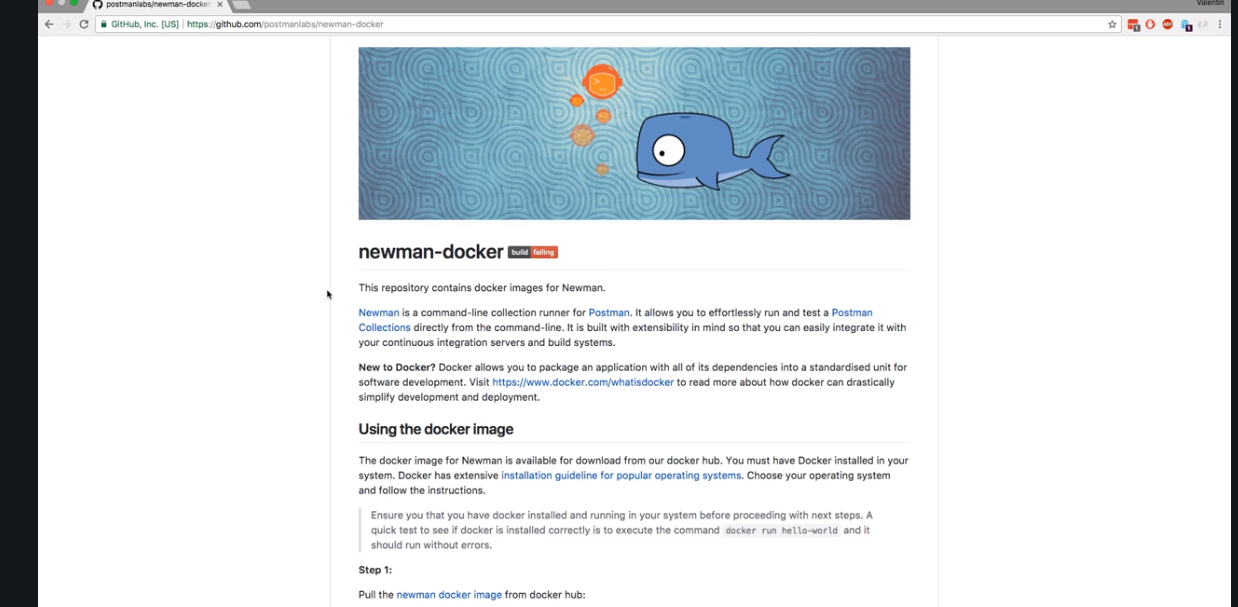 postmanlabs/newman-docker:
Valentin
GitHub, Inc. [US] | https://github.com/postmanlabs/newman-docker
>_
newman-docker build failing
This repository contains docker images for Newman.
Newman is a command-line collection runner for Postman. It allows you to effortlessly run and test a Postman
Collections directly from the command-line. It is built with extensibility in mind so that you can easily integrate it with
your continuous integration servers and build systems.
New to Docker? Docker allows you to package an application with all of its dependencies into a standardised unit for
software development. Visit https://www.docker.com/whatisdocker to read more about how docker can drastically
simplify development and deployment.
Using the docker image
The docker image for Newman is available for download from our docker hub. You must have Docker installed in your
system. Docker has extensive installation guideline for popular operating systems. Choose your operating system
and follow the instructions.
Ensure you that you have docker installed and running in your system before proceeding with next steps. A
quick test to see if docker is installed correctly is to execute the command docker run hello-world and it
should run without errors.
Step 1:
Pull the newman docker image from docker hub: